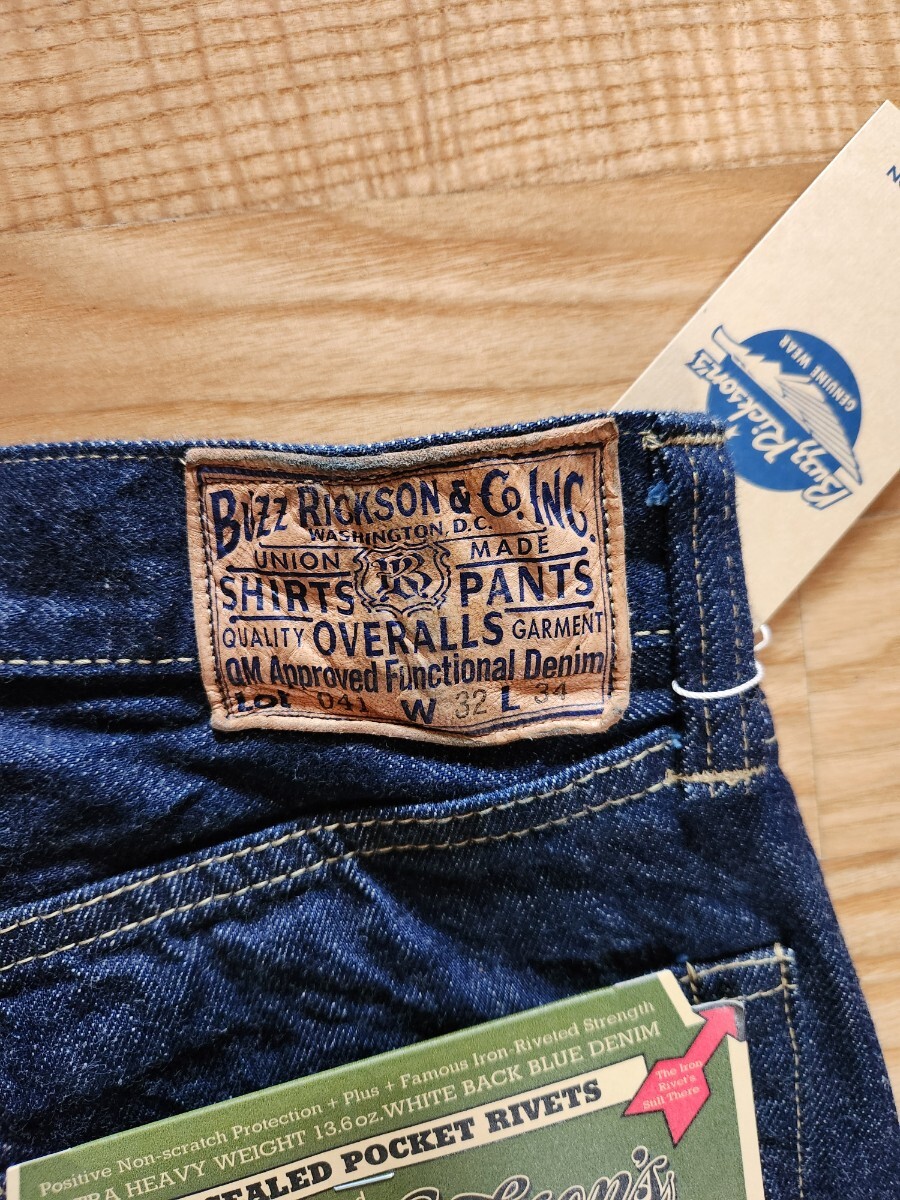 Buzz Rickson's
GENUINE WEAR
BUZZ RICKSON & Co. INC.
WASHINGTON, D.C.
UNION MADE
SHIRTS BR PANTS
QUALITY OVERALLS GARMENT
QM Approved Functional Denim
Lot 041 W 32 L 34
Positive Non-scratch Protection + Plus + Famous Iron-Riveted Strength
HEAVY WEIGHT 13.6oz. WHITE BACK BLUE DENIM
POCKET RIVETS
The Iron
Rivet's
Still There